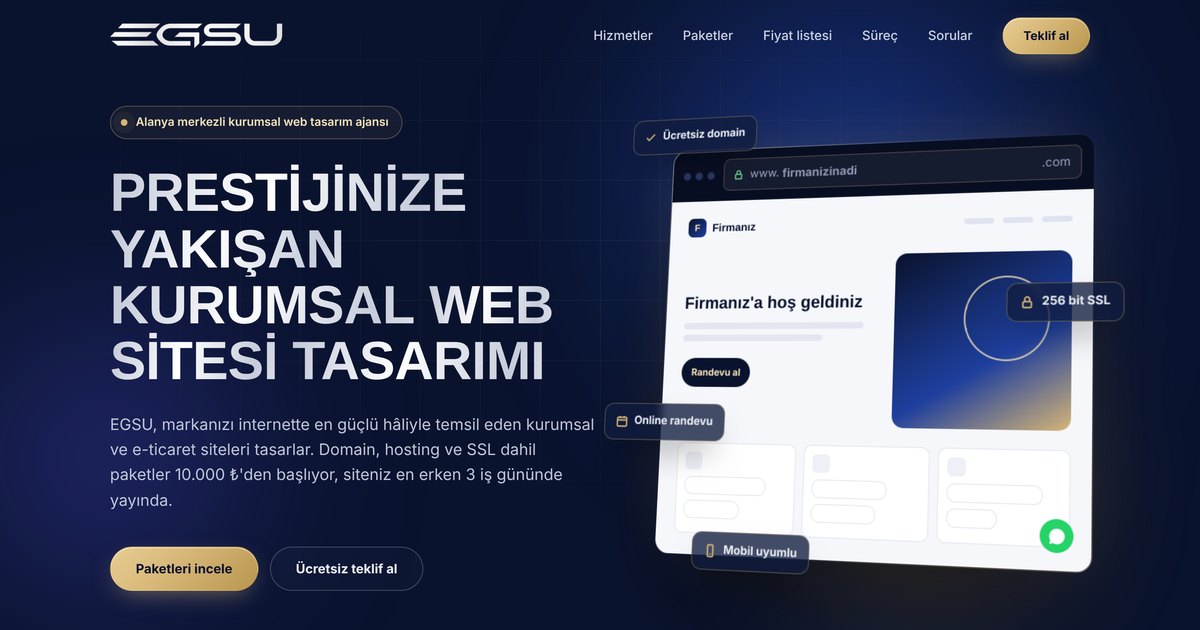 EGSU
Hizmetler
Paketler
Fiyat listesi
Süreç
Sorular
Teklif al
Alanya merkezli kurumsal web tasarım ajansı
PRESTİJİNİZE
YAKIŞAN
KURUMSAL WEB
SİTESİ TASARIMI
EGSU, markanızı internette en güçlü hâliyle temsil eden kurumsal
ve e-ticaret siteleri tasarlar. Domain, hosting ve SSL dahil
paketler 10.000 ₺'den başlıyor, siteniz en erken 3 iş gününde
yayında.
Paketleri incele
Ücretsiz teklif al
Ücretsiz domain
www. firmanizinadi .com
F Firmanız
256 bit SSL
Firmanız'a hoş geldiniz
Randevu al
Online randevu
Mobil uyumlu